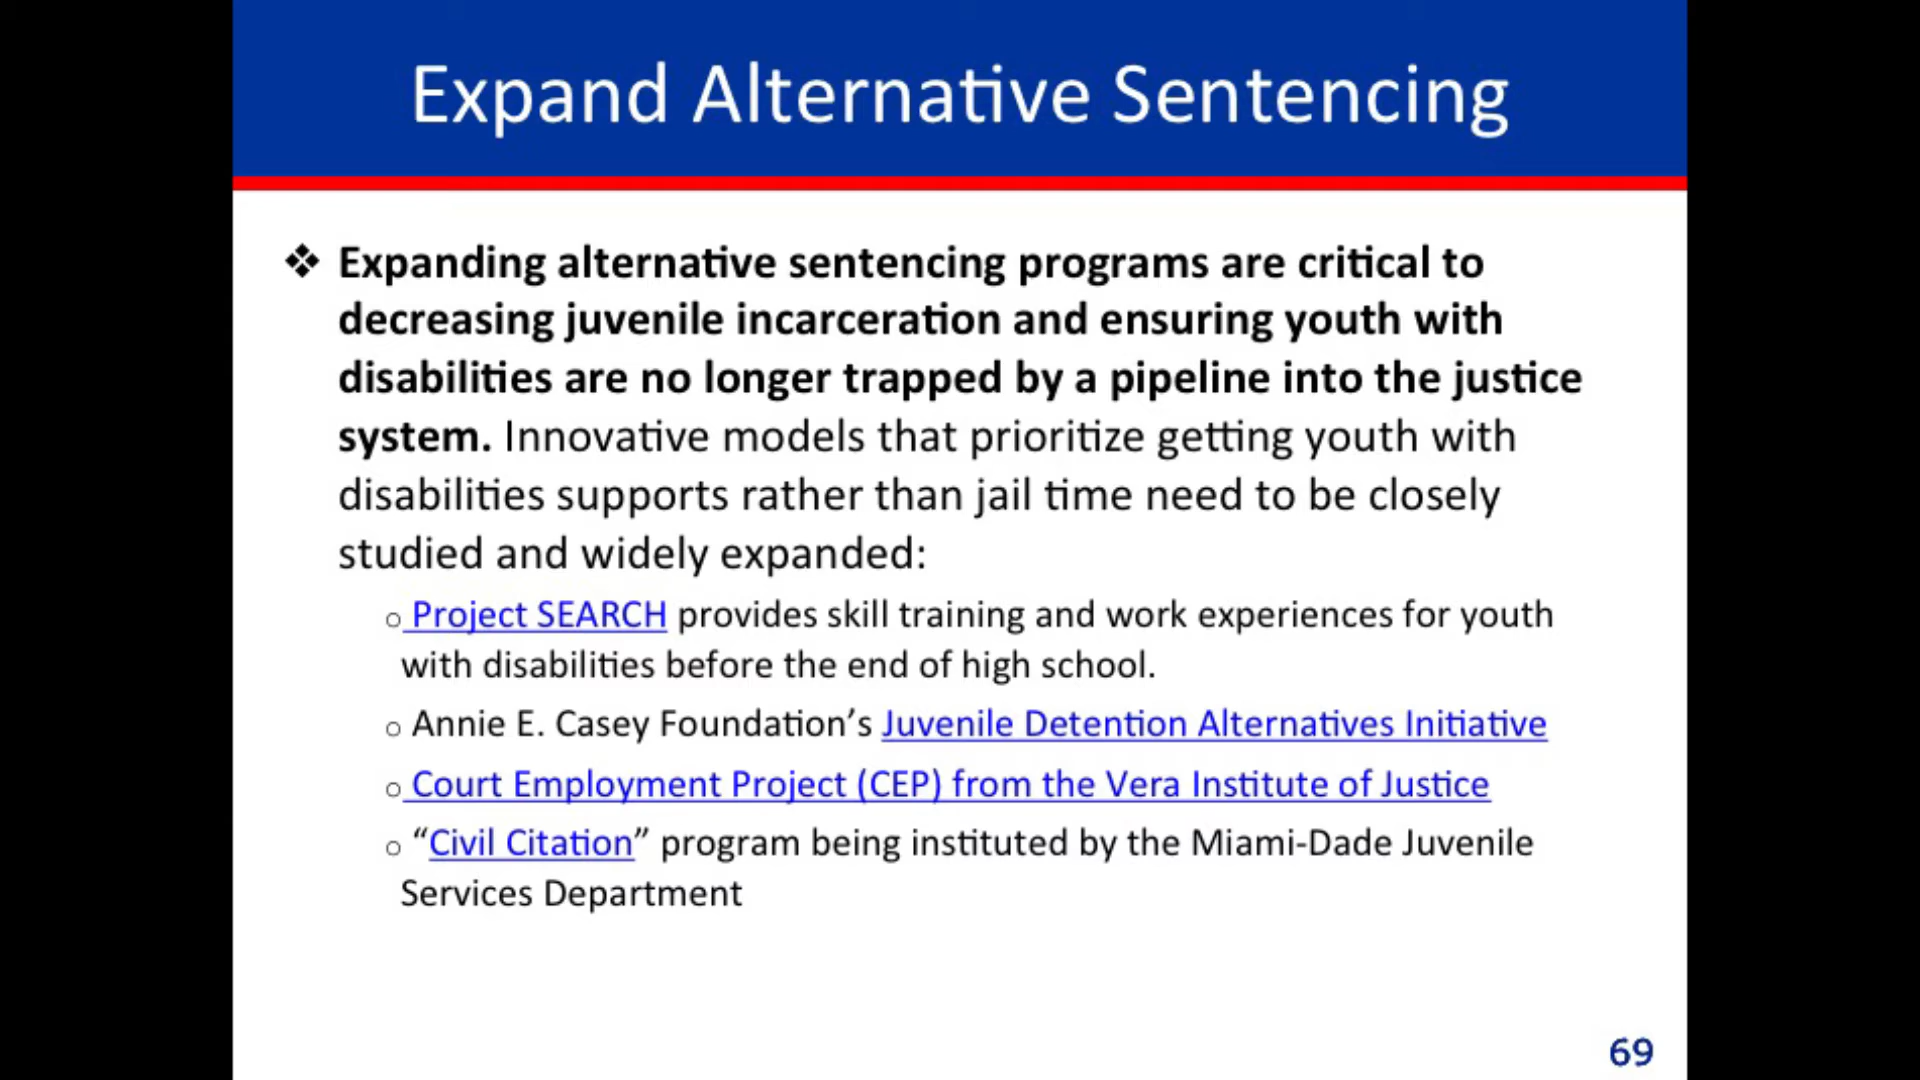 Expand Alternative Sentencing
❖ Expanding alternative sentencing programs are critical to
decreasing juvenile incarceration and ensuring youth with
disabilities are no longer trapped by a pipeline into the justice
system. Innovative models that prioritize getting youth with
disabilities supports rather than jail time need to be closely
studied and widely expanded:
o Project SEARCH provides skill training and work experiences for youth
with disabilities before the end of high school.
o Annie E. Casey Foundation’s Juvenile Detention Alternatives Initiative
o Court Employment Project (CEP) from the Vera Institute of Justice
o “Civil Citation” program being instituted by the Miami-Dade Juvenile
Services Department
69